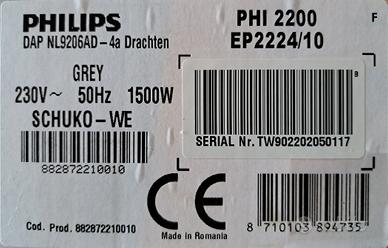 PHILIPS
DAP NL9206AD-4a Drachten
PHI 2200
EP2224/10
F
GREY
230V~ 50Hz 1500W
SCHUKO-WE
B
SERIAL Nr. TW902202050117
882872210010
CE
Cod. Prod. 882872210010
Made in Romania
8 710103 894735